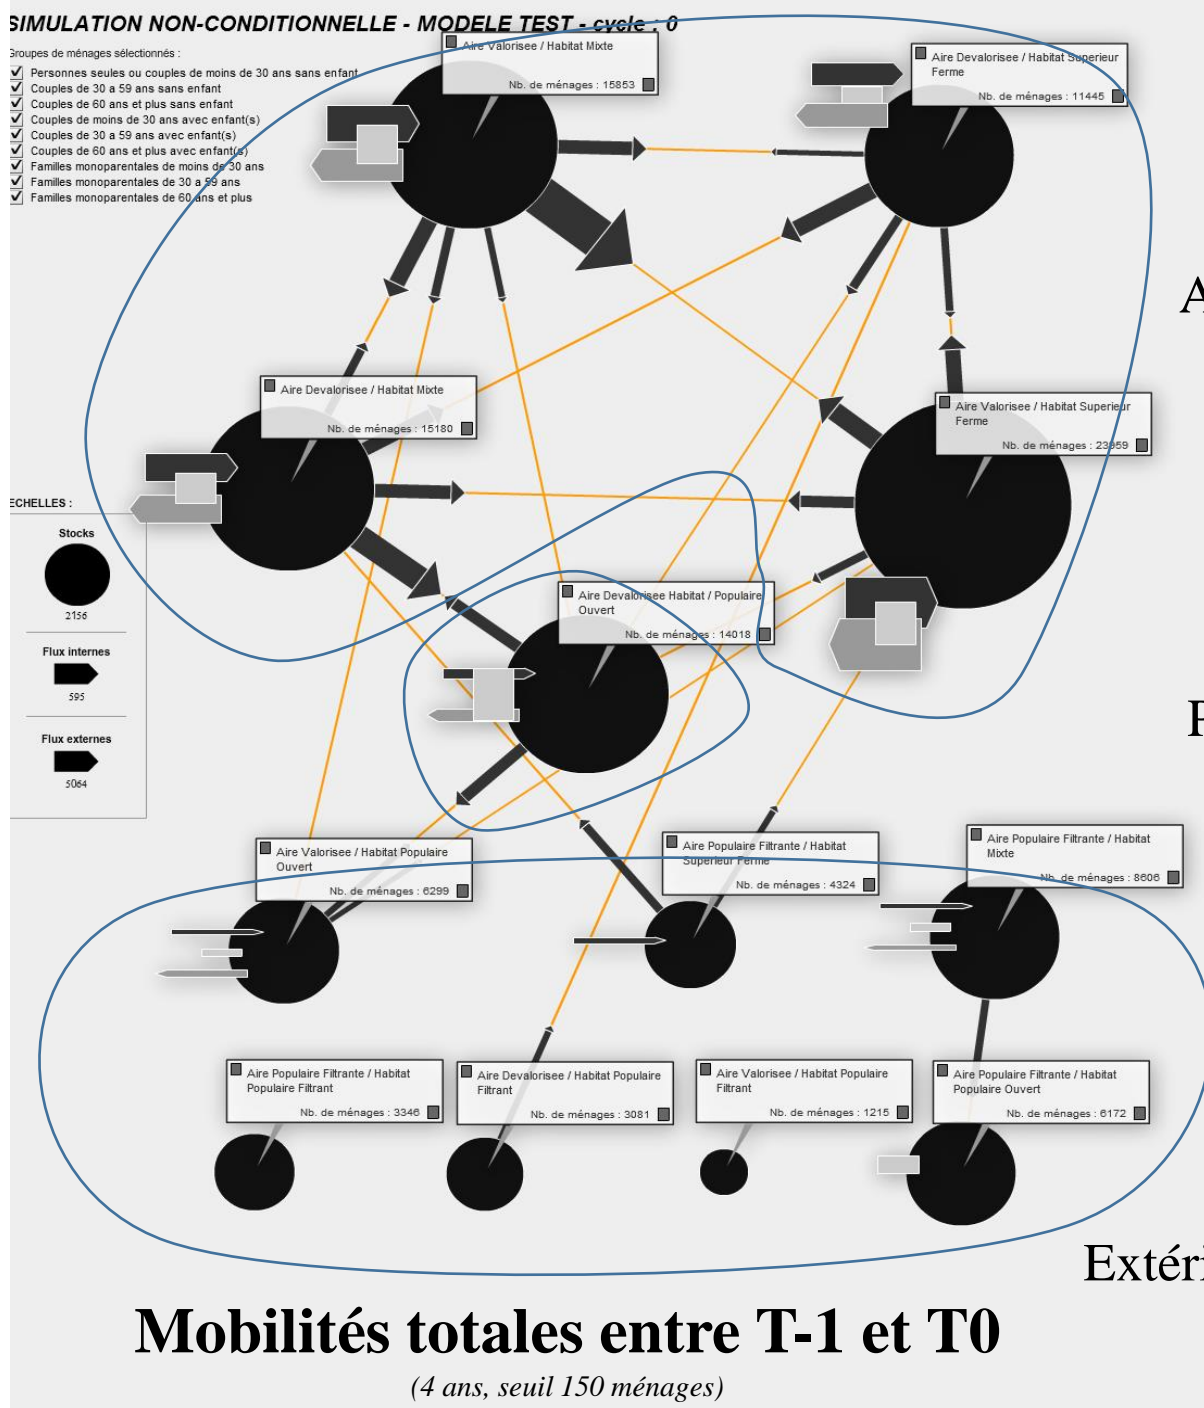 SIMULATION NON-CONDITIONNELLE - MODELE TEST - cycle : 0
Groupes de ménages sélectionnés :
Personnes seules ou couples de moins de 30 ans sans enfant
Couples de 30 a 59 ans sans enfant
Couples de 60 ans et plus sans enfant
Couples de moins de 30 ans avec enfant(s)
Couples de 30 a 59 ans avec enfant(s)
Couples de 60 ans et plus avec enfant(s)
Familles monoparentales de moins de 30 ans
Familles monoparentales de 30 a 59 ans
Familles monoparentales de 60 ans et plus
Aire Valorisee / Habitat Mixte
Nb. de ménages : 15853
Aire Devalorisee / Habitat Superieur
Ferme
Nb. de ménages : 11445
A
Aire Devalorisee / Habitat Mixte
Nb. de ménages : 15180
Aire Valorisee / Habitat Superieur
Ferme
Nb. de ménages : 23959
ECHELLES :
Stocks
2156
Flux internes
595
Flux externes
5064
Aire Devalorisee Habitat / Populaire
Ouvert
Nb. de ménages : 14018
Aire Valorisee / Habitat Populaire
Ouvert
Nb. de ménages : 6299
Aire Populaire Filtrante / Habitat
Superieur Ferme
Nb. de ménages : 4324
Aire Populaire Filtrante / Habitat
Mixte
Nb. de ménages : 8606
Aire Populaire Filtrante / Habitat
Populaire Filtrant
Nb. de ménages : 3346
Aire Devalorisee / Habitat Populaire
Filtrant
Nb. de ménages : 3081
Aire Valorisee / Habitat Populaire
Filtrant
Nb. de ménages : 1215
Aire Populaire Filtrante / Habitat
Populaire Ouvert
Nb. de ménages : 6172
Extéri
Mobilités totales entre T-1 et T0
(4 ans, seuil 150 ménages)